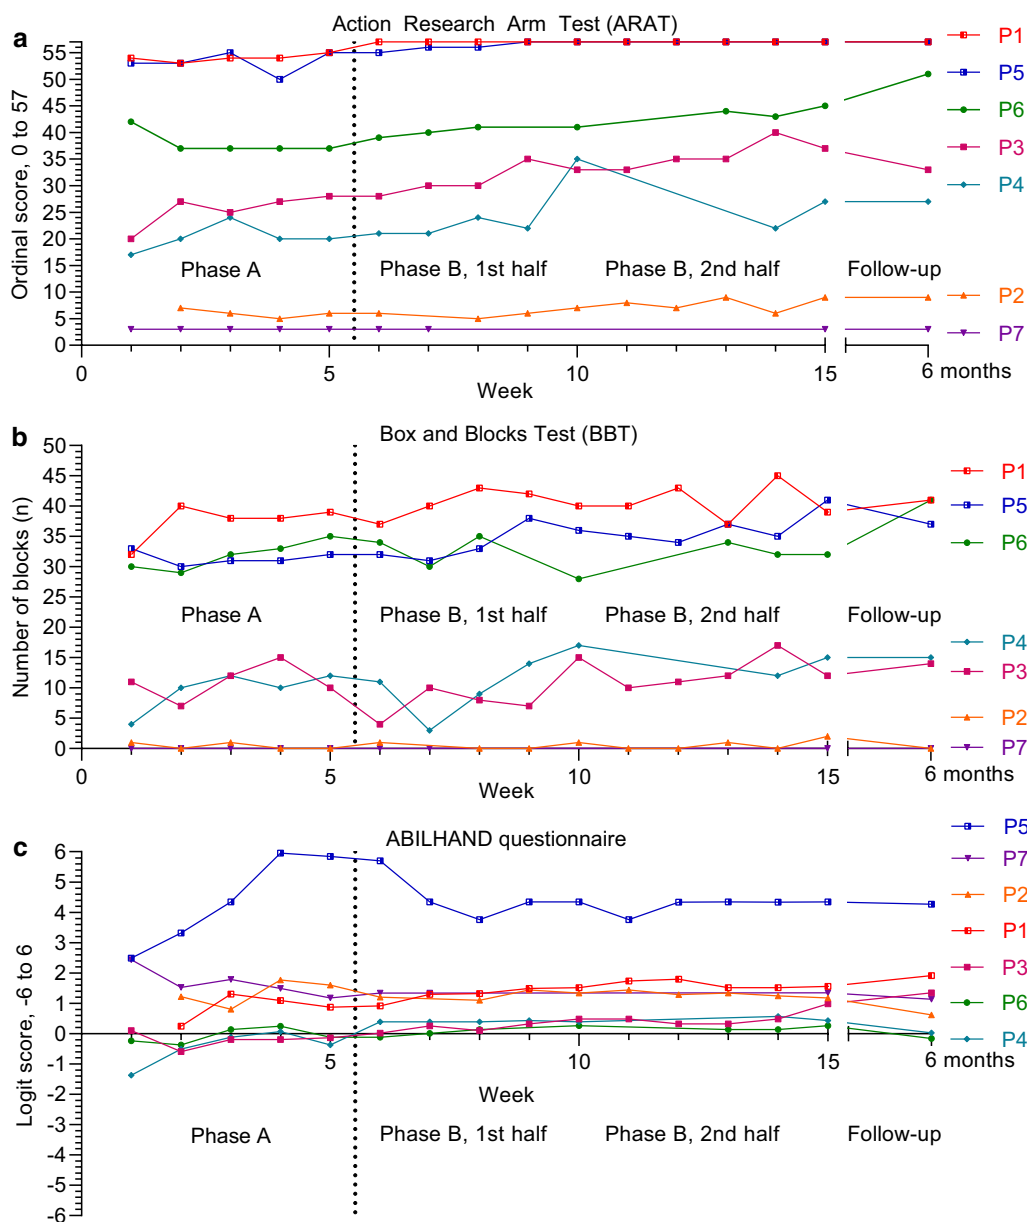 a
Action Research Arm Test (ARAT)
Ordinal score, 0 to 57
55
50
45
40
35
30
25
20
15
10
5
0
Phase A
Phase B, 1st half
Phase B, 2nd half
Follow-up
0
5
10
15
6 months
Week
P1
P5
P6
P3
P4
P2
P7
b
Box and Blocks Test (BBT)
Number of blocks (n)
50
45
40
35
30
25
20
15
10
5
0
Phase A
Phase B, 1st half
Phase B, 2nd half
Follow-up
0
5
10
15
6 months
Week
P1
P5
P6
P4
P3
P2
P7
c
ABILHAND questionnaire
Logit score, -6 to 6
6
5
4
3
2
1
0
-1
-2
-3
-4
-5
-6
5
10
15
6 months
Week
Phase A
Phase B, 1st half
Phase B, 2nd half
Follow-up
P5
P7
P2
P1
P3
P6
P4